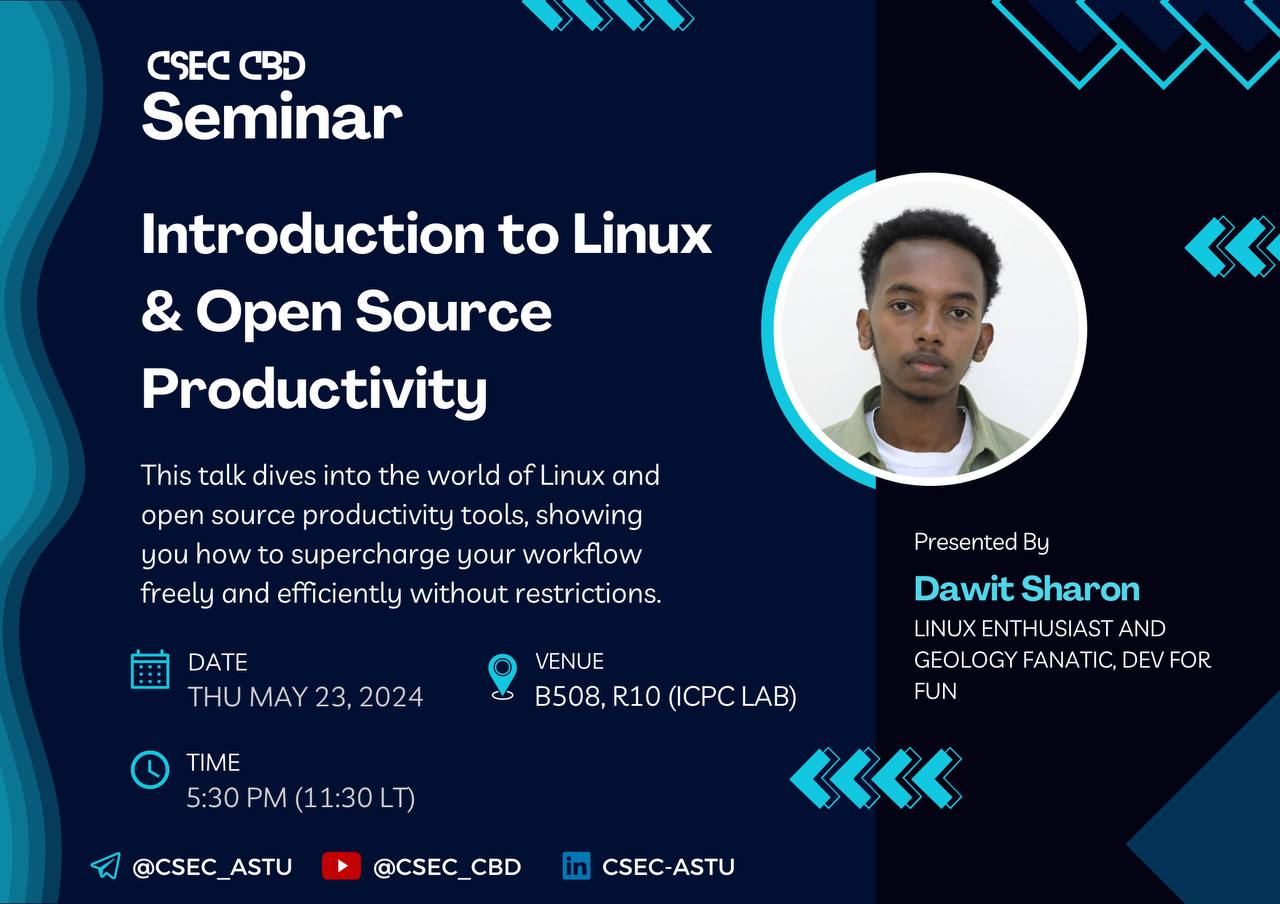 CSEC CBD
Seminar
Introduction to Linux
& Open Source
Productivity
This talk dives into the world of Linux and
open source productivity tools, showing
you how to supercharge your workflow
freely and efficiently without restrictions.
DATE
THU MAY 23, 2024
VENUE
B508, R10 (ICPC LAB)
TIME
5:30 PM (11:30 LT)
Presented By
Dawit Sharon
LINUX ENTHUSIAST AND
GEOLOGY FANATIC, DEV FOR
FUN
@CSEC_ASTU
@CSEC_CBD
in
CSEC-ASTU